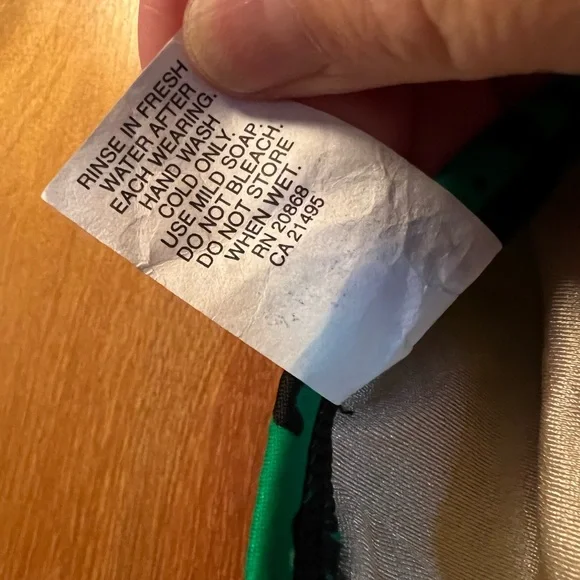 RINSE IN FRESH
WATER AFTER
EACH WEARING.
HAND WASH
COLD ONLY.
USE MILD SOAP.
DO NOT BLEACH.
DO NOT STORE
WHEN WET.
RN 20868
CA 21495